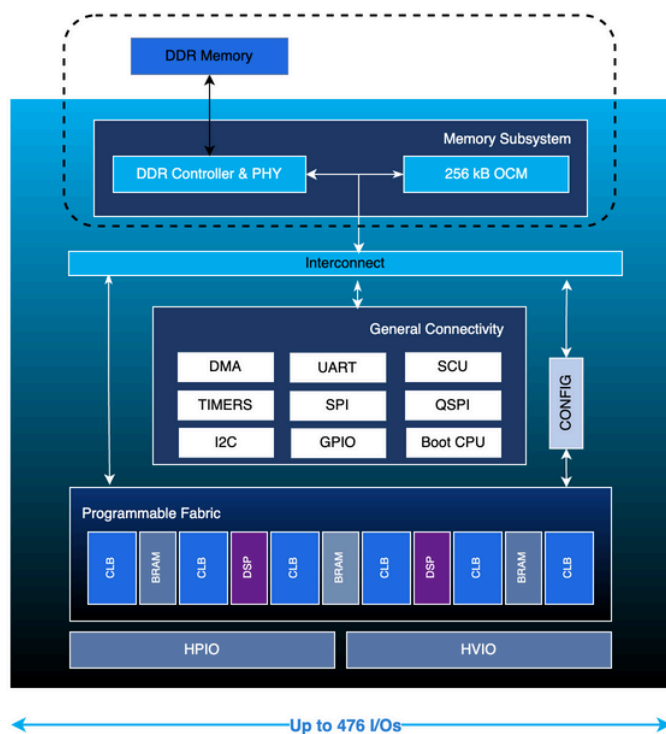 DDR Memory
Memory Subsystem
DDR Controller & PHY
256 kB OCM
Interconnect
General Connectivity
DMA
UART
SCU
TIMERS
SPI
QSPI
I2C
GPIO
Boot CPU
CONFIG
Programmable Fabric
CLB
BRAM
CLB
DSP
CLB
BRAM
CLB
DSP
CLB
BRAM
CLB
HPIO
HVIO
Up to 476 I/Os